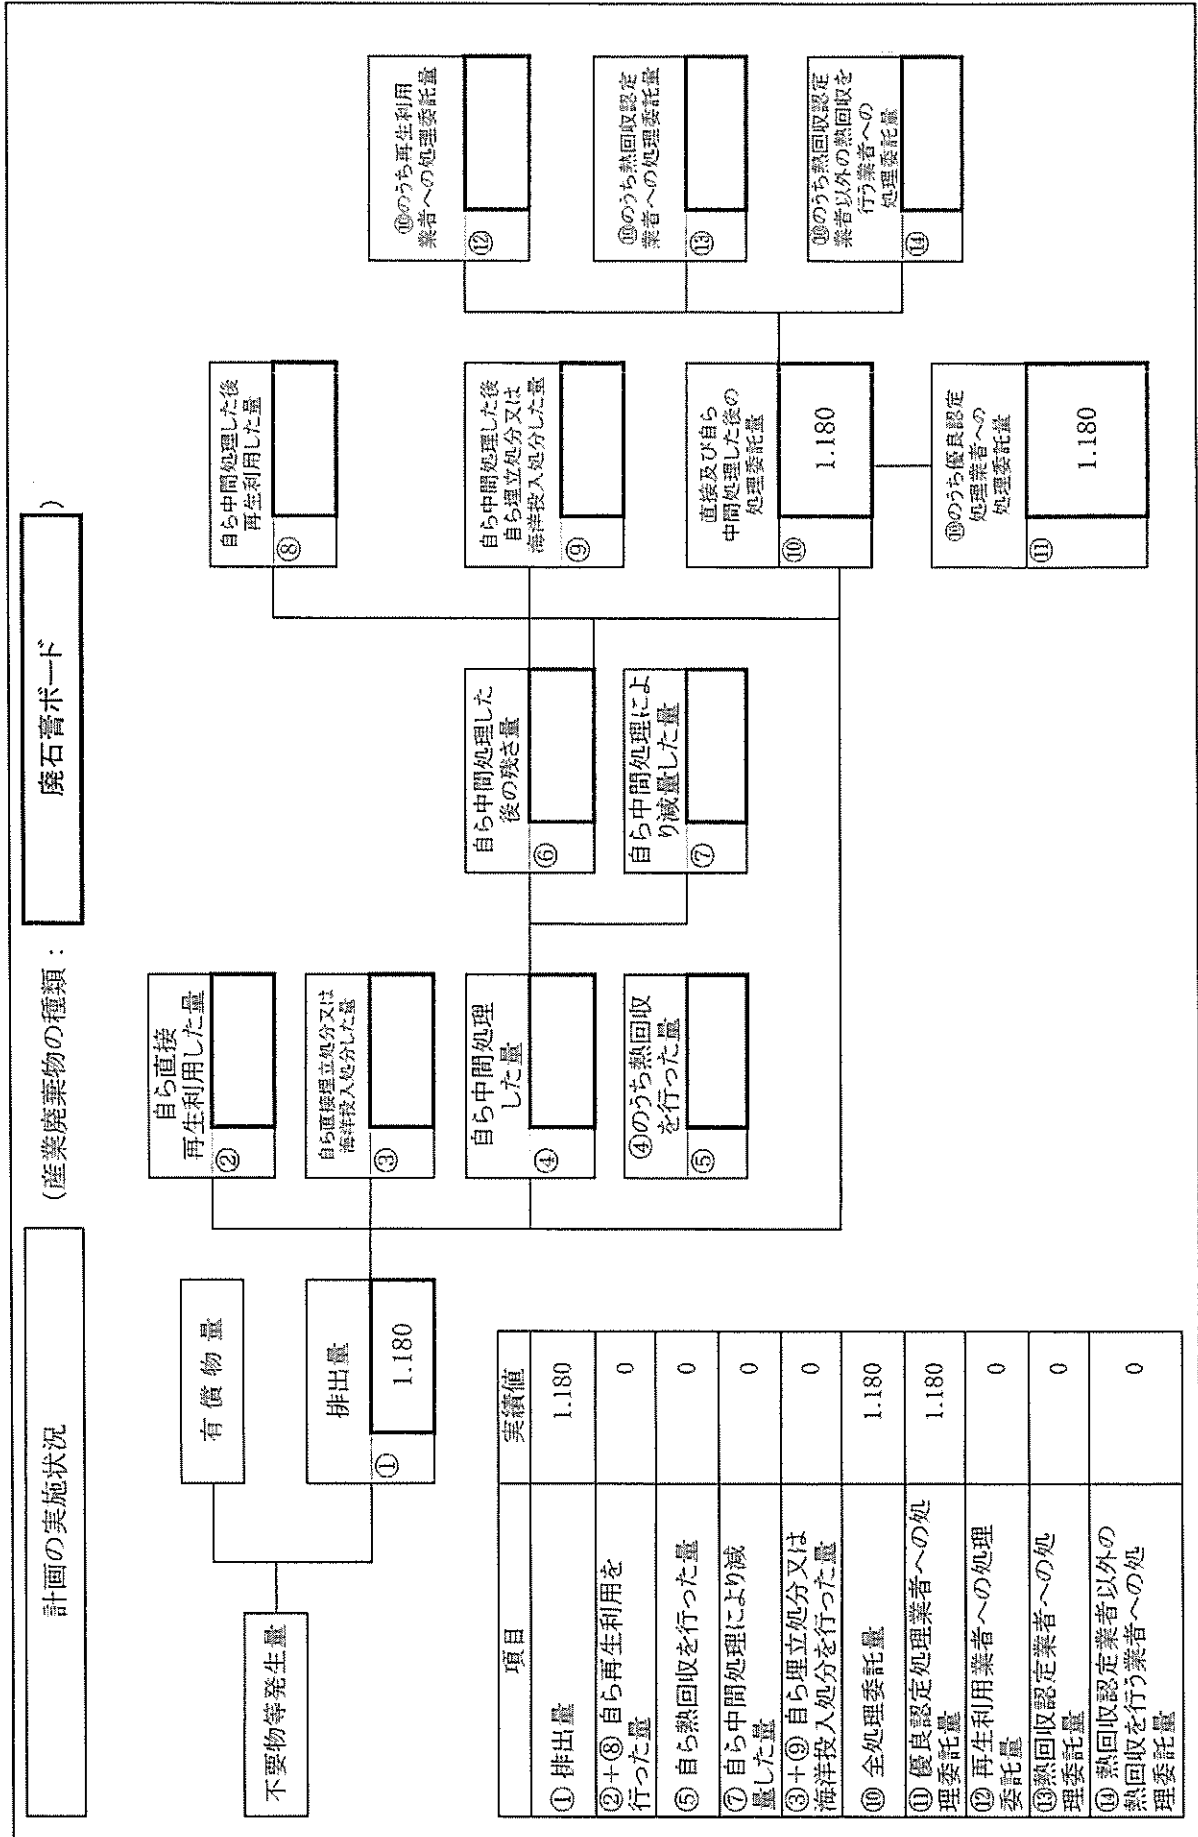 計画の実施状況
(産業廃棄物の種類：
廃石膏ボード
)
不要物等発生量
有 償 物 量
排出量
①
1.180
自ら直接
再生利用した量
②
自ら直接埋立処分又は
海洋投入処分した量
③
自ら中間処理
した量
④
④のうち熱回収
を行った量
⑤
自ら中間処理した
後の残さ量
⑥
自ら中間処理によ
り減量した量
⑦
自ら中間処理した後
再生利用した量
⑧
自ら中間処理した後
自ら埋立処分又は
海洋投入処分した量
⑨
直接及び自ら
中間処理した後の
処理委託量
⑩
1.180
⑩のうち優良認定
処理業者への
処理委託量
⑪
1.180
⑩のうち再生利用
業者への処理委託量
⑫
⑩のうち熱回収認定
業者への処理委託量
⑬
⑩のうち熱回収認定
業者以外の熱回収を
行う業者への
処理委託量
⑭
項目 実績値
① 排出量 1.180
②＋⑧ 自ら再生利用を
行った量 0
⑤ 自ら熱回収を行った量 0
⑦ 自ら中間処理により減
量した量 0
③＋⑨ 自ら埋立処分又は
海洋投入処分を行った量 0
⑩ 全処理委託量 1.180
⑪ 優良認定処理業者への処
理委託量 1.180
⑫ 再生利用業者への処理
委託量 0
⑬熱回収認定業者への処
理委託量 0
⑭ 熱回収認定業者以外の
熱回収を行う業者への処
理委託量 0